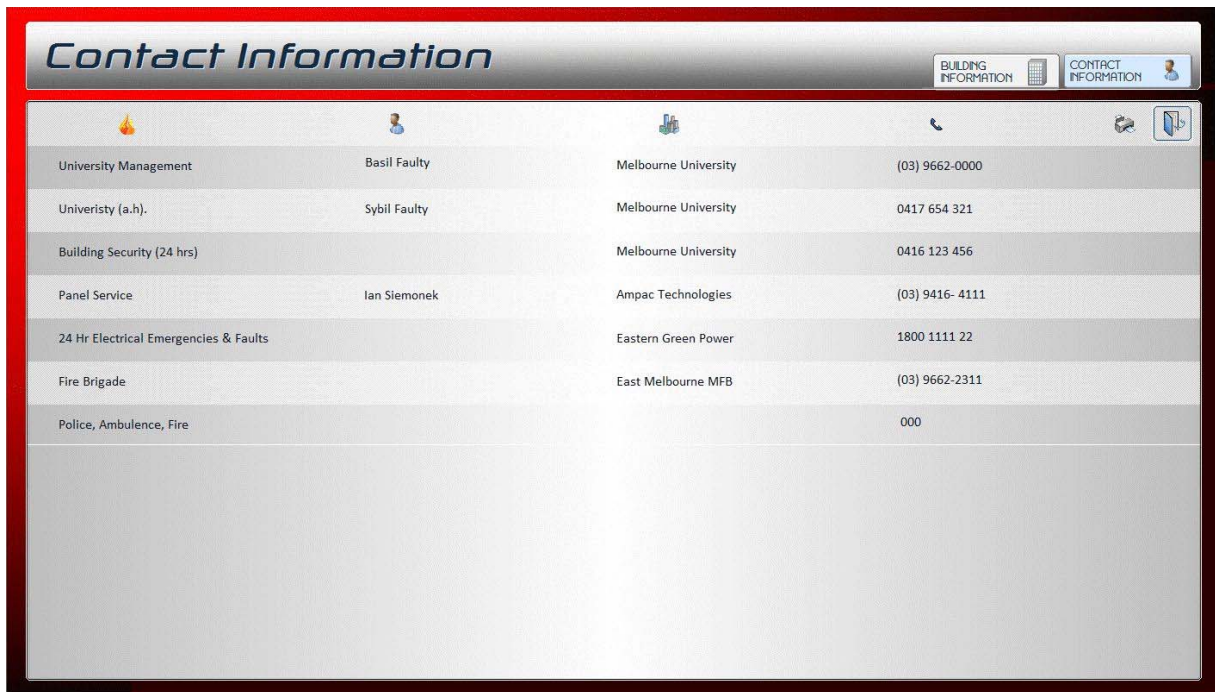 Contact Information
BUILDING
INFORMATION
CONTACT
INFORMATION
University Management Basil Faulty Melbourne University (03) 9662-0000
Univeristy (a.h). Sybil Faulty Melbourne University 0417 654 321
Building Security (24 hrs) Melbourne University 0416 123 456
Panel Service Ian Siemonek Ampac Technologies (03) 9416- 4111
24 Hr Electrical Emergencies & Faults Eastern Green Power 1800 1111 22
Fire Brigade East Melbourne MFB (03) 9662-2311
Police, Ambulence, Fire 000